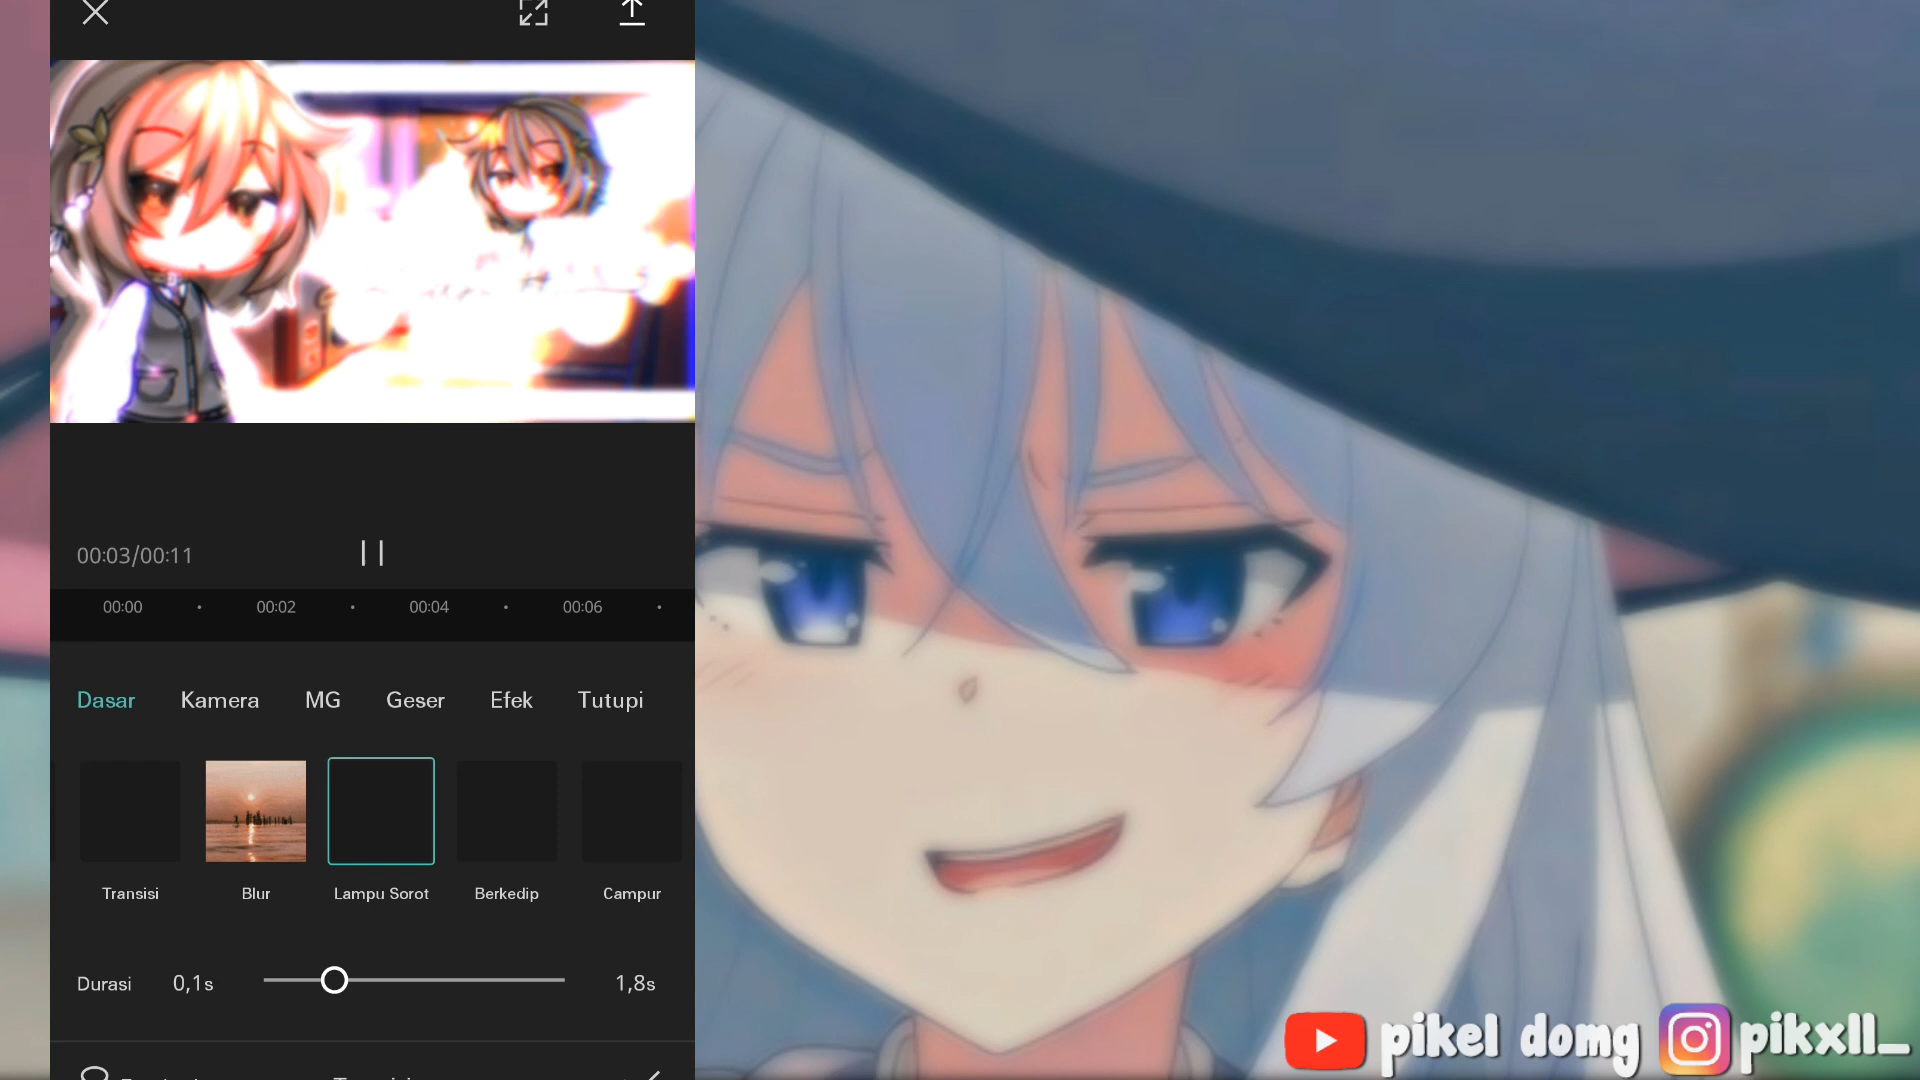 00:03/00:11
00:00 00:02 00:04 00:06
Dasar Kamera MG Geser Efek Tutupi
Transisi Blur Lampu Sorot Berkedip Campur
Durasi 0,1s 1,8s
pikel domg pikxll_